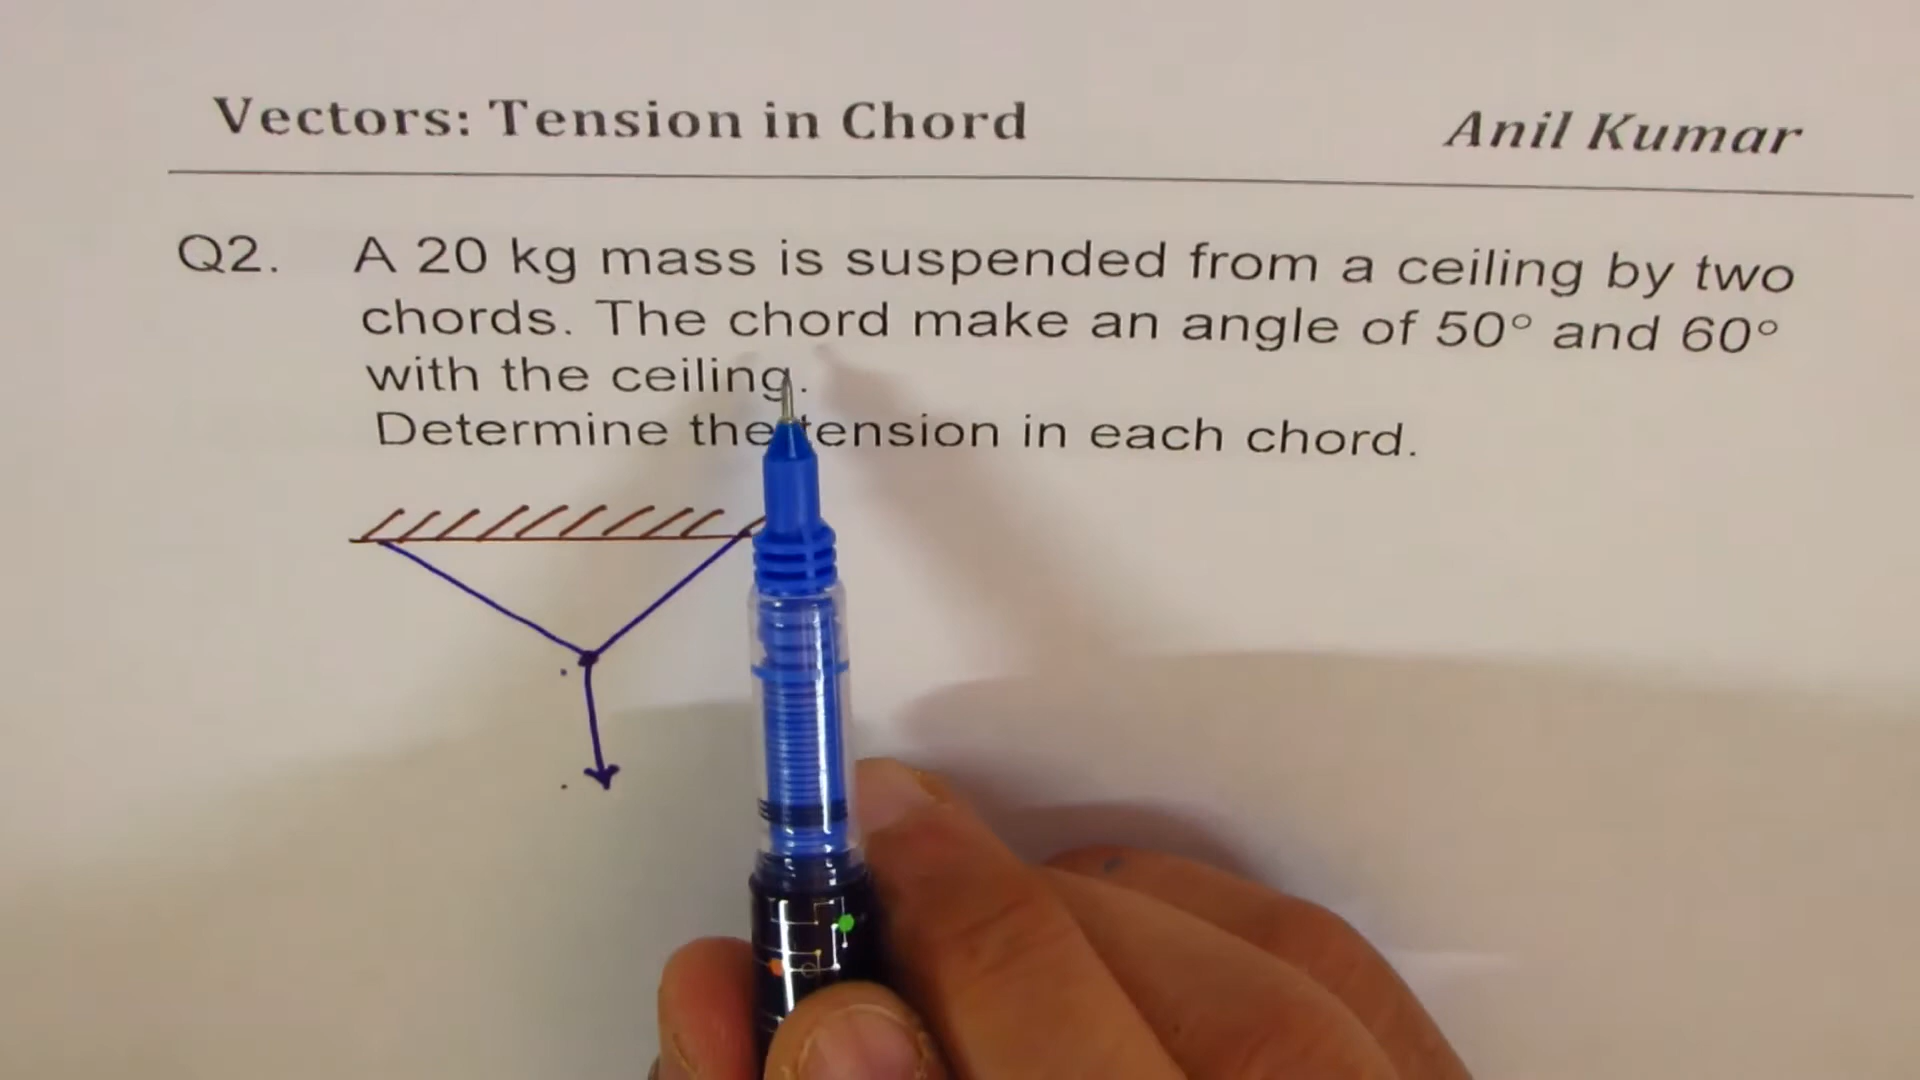 Vectors: Tension in Chord
Anil Kumar
Q2. A 20 kg mass is suspended from a ceiling by two
chords. The chord make an angle of 50° and 60°
with the ceiling.
Determine the tension in each chord.